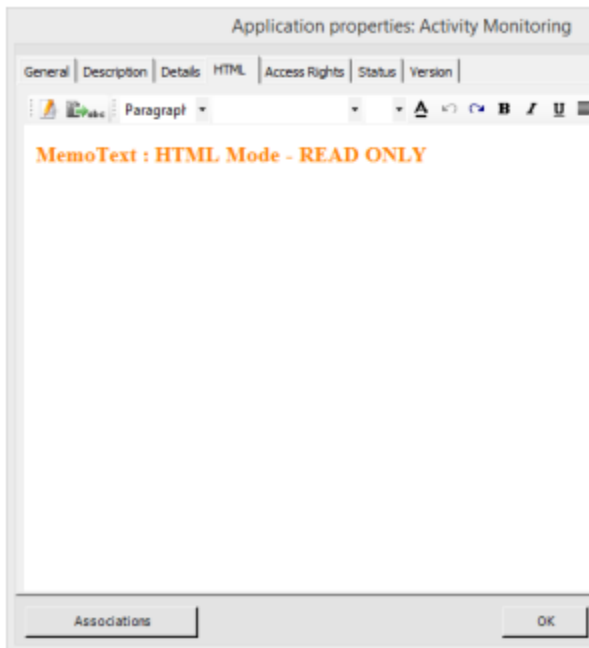 Application properties: Activity Monitoring
General Description Details HTML Access Rights Status Version
abc Paragraph A B I U
MemoText : HTML Mode - READ ONLY
Associations OK